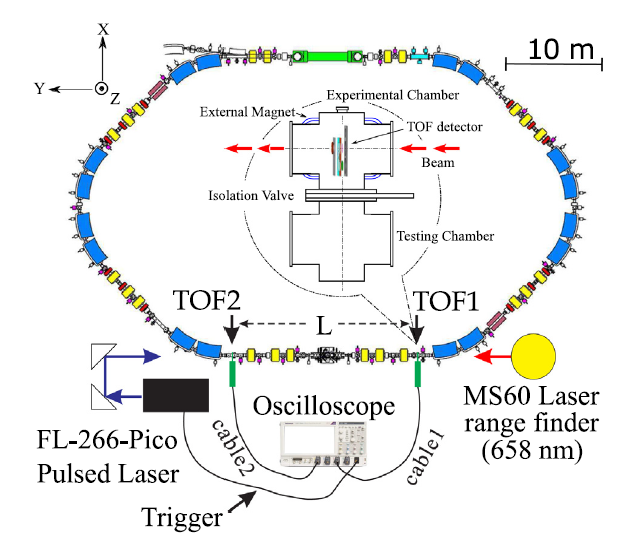 X
Y
Z
10 m
Experimental Chamber
External Magnet
TOF detector
Beam
Isolation Valve
Testing Chamber
TOF2
TOF1
L
Oscilloscope
MS60 Laser
range finder
(658 nm)
FL-266-Pico
Pulsed Laser
cable2
cable1
Trigger